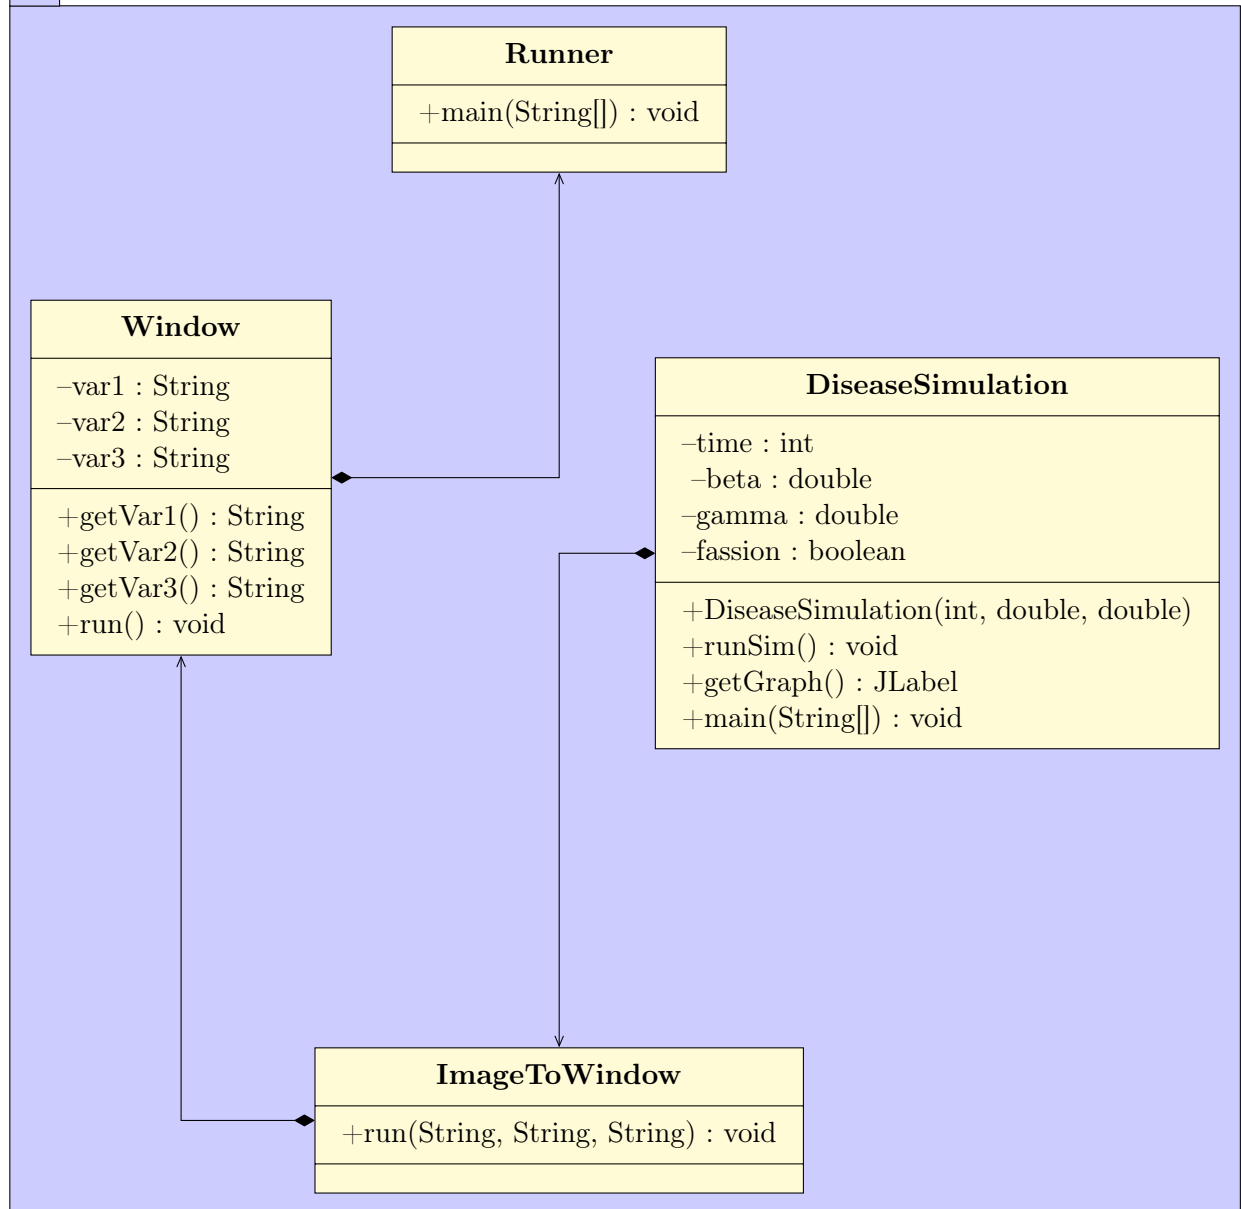 Runner
+main(String[]) : void
Window
–var1 : String
–var2 : String
–var3 : String
+getVar1() : String
+getVar2() : String
+getVar3() : String
+run() : void
DiseaseSimulation
–time : int
–beta : double
–gamma : double
–fassion : boolean
+DiseaseSimulation(int, double, double)
+runSim() : void
+getGraph() : JLabel
+main(String[]) : void
ImageToWindow
+run(String, String, String) : void